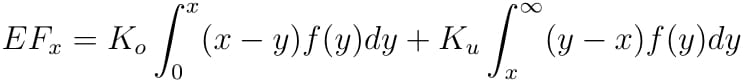 $EF_x = K_o \int_0^x (x - y) f(y) dy + K_u \int_x^\infty (y - x) f(y) dy$